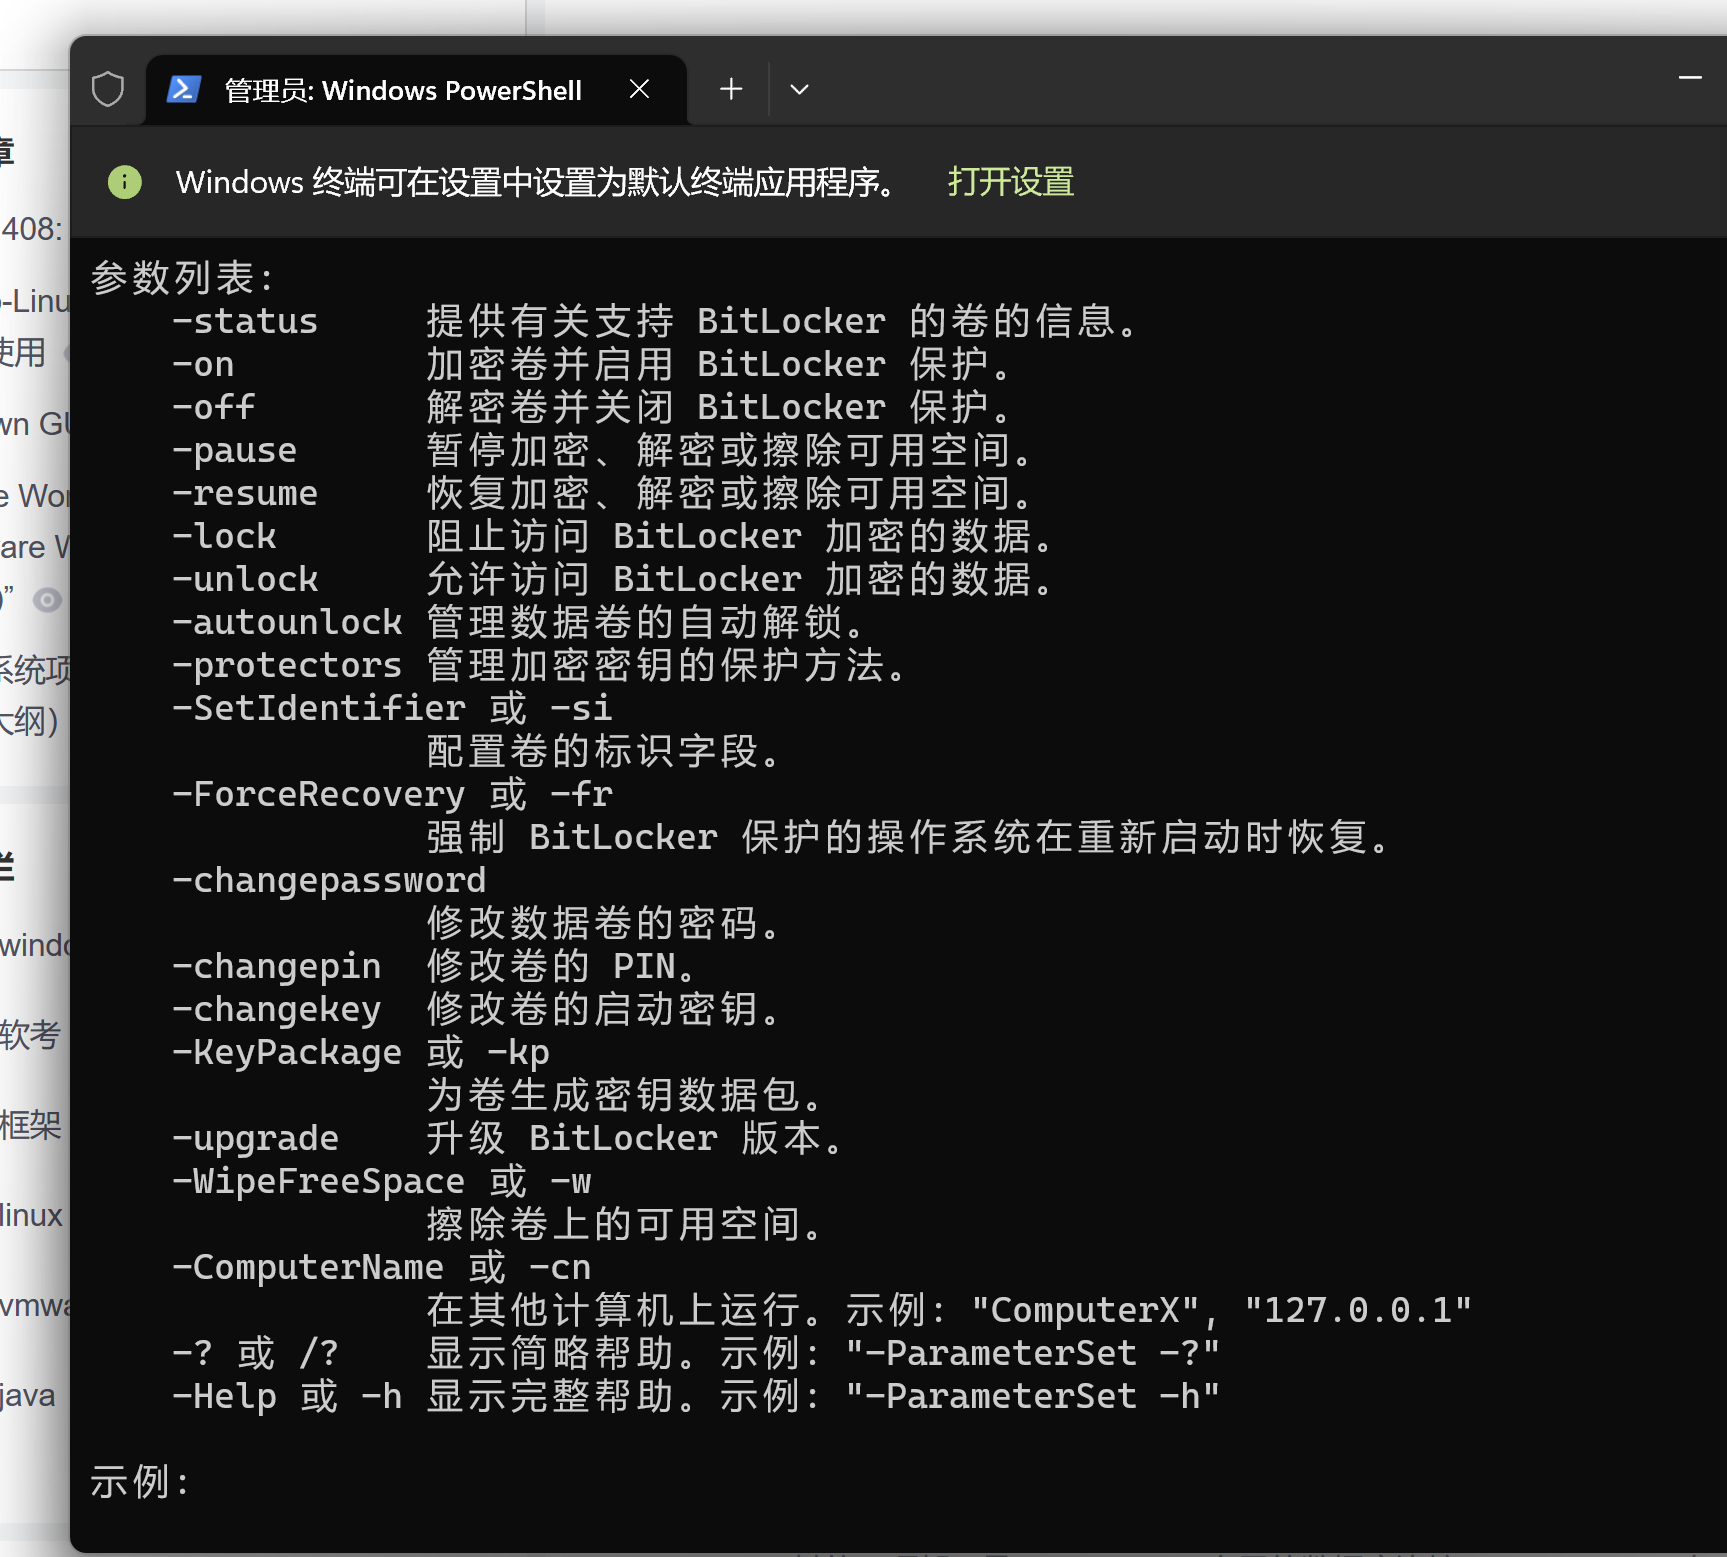 管理员: Windows PowerShell
Windows 终端可在设置中设置为默认终端应用程序。 打开设置
章
408:
-Linu
使用
wn GU
e Wor
are W
)”
系统项
大纲)
栏
windo
软考
框架
linux
vmwa
java
参数列表:
-status 提供有关支持 BitLocker 的卷的信息。
-on 加密卷并启用 BitLocker 保护。
-off 解密卷并关闭 BitLocker 保护。
-pause 暂停加密、解密或擦除可用空间。
-resume 恢复加密、解密或擦除可用空间。
-lock 阻止访问 BitLocker 加密的数据。
-unlock 允许访问 BitLocker 加密的数据。
-autounlock 管理数据卷的自动解锁。
-protectors 管理加密密钥的保护方法。
-SetIdentifier 或 -si
配置卷的标识字段。
-ForceRecovery 或 -fr
强制 BitLocker 保护的操作系统在重新启动时恢复。
-changepassword
修改数据卷的密码。
-changepin 修改卷的 PIN。
-changekey 修改卷的启动密钥。
-KeyPackage 或 -kp
为卷生成密钥数据包。
-upgrade 升级 BitLocker 版本。
-WipeFreeSpace 或 -w
擦除卷上的可用空间。
-ComputerName 或 -cn
在其他计算机上运行。示例: "ComputerX", "127.0.0.1"
-? 或 /? 显示简略帮助。示例: "-ParameterSet -?"
-Help 或 -h 显示完整帮助。示例: "-ParameterSet -h"
示例: